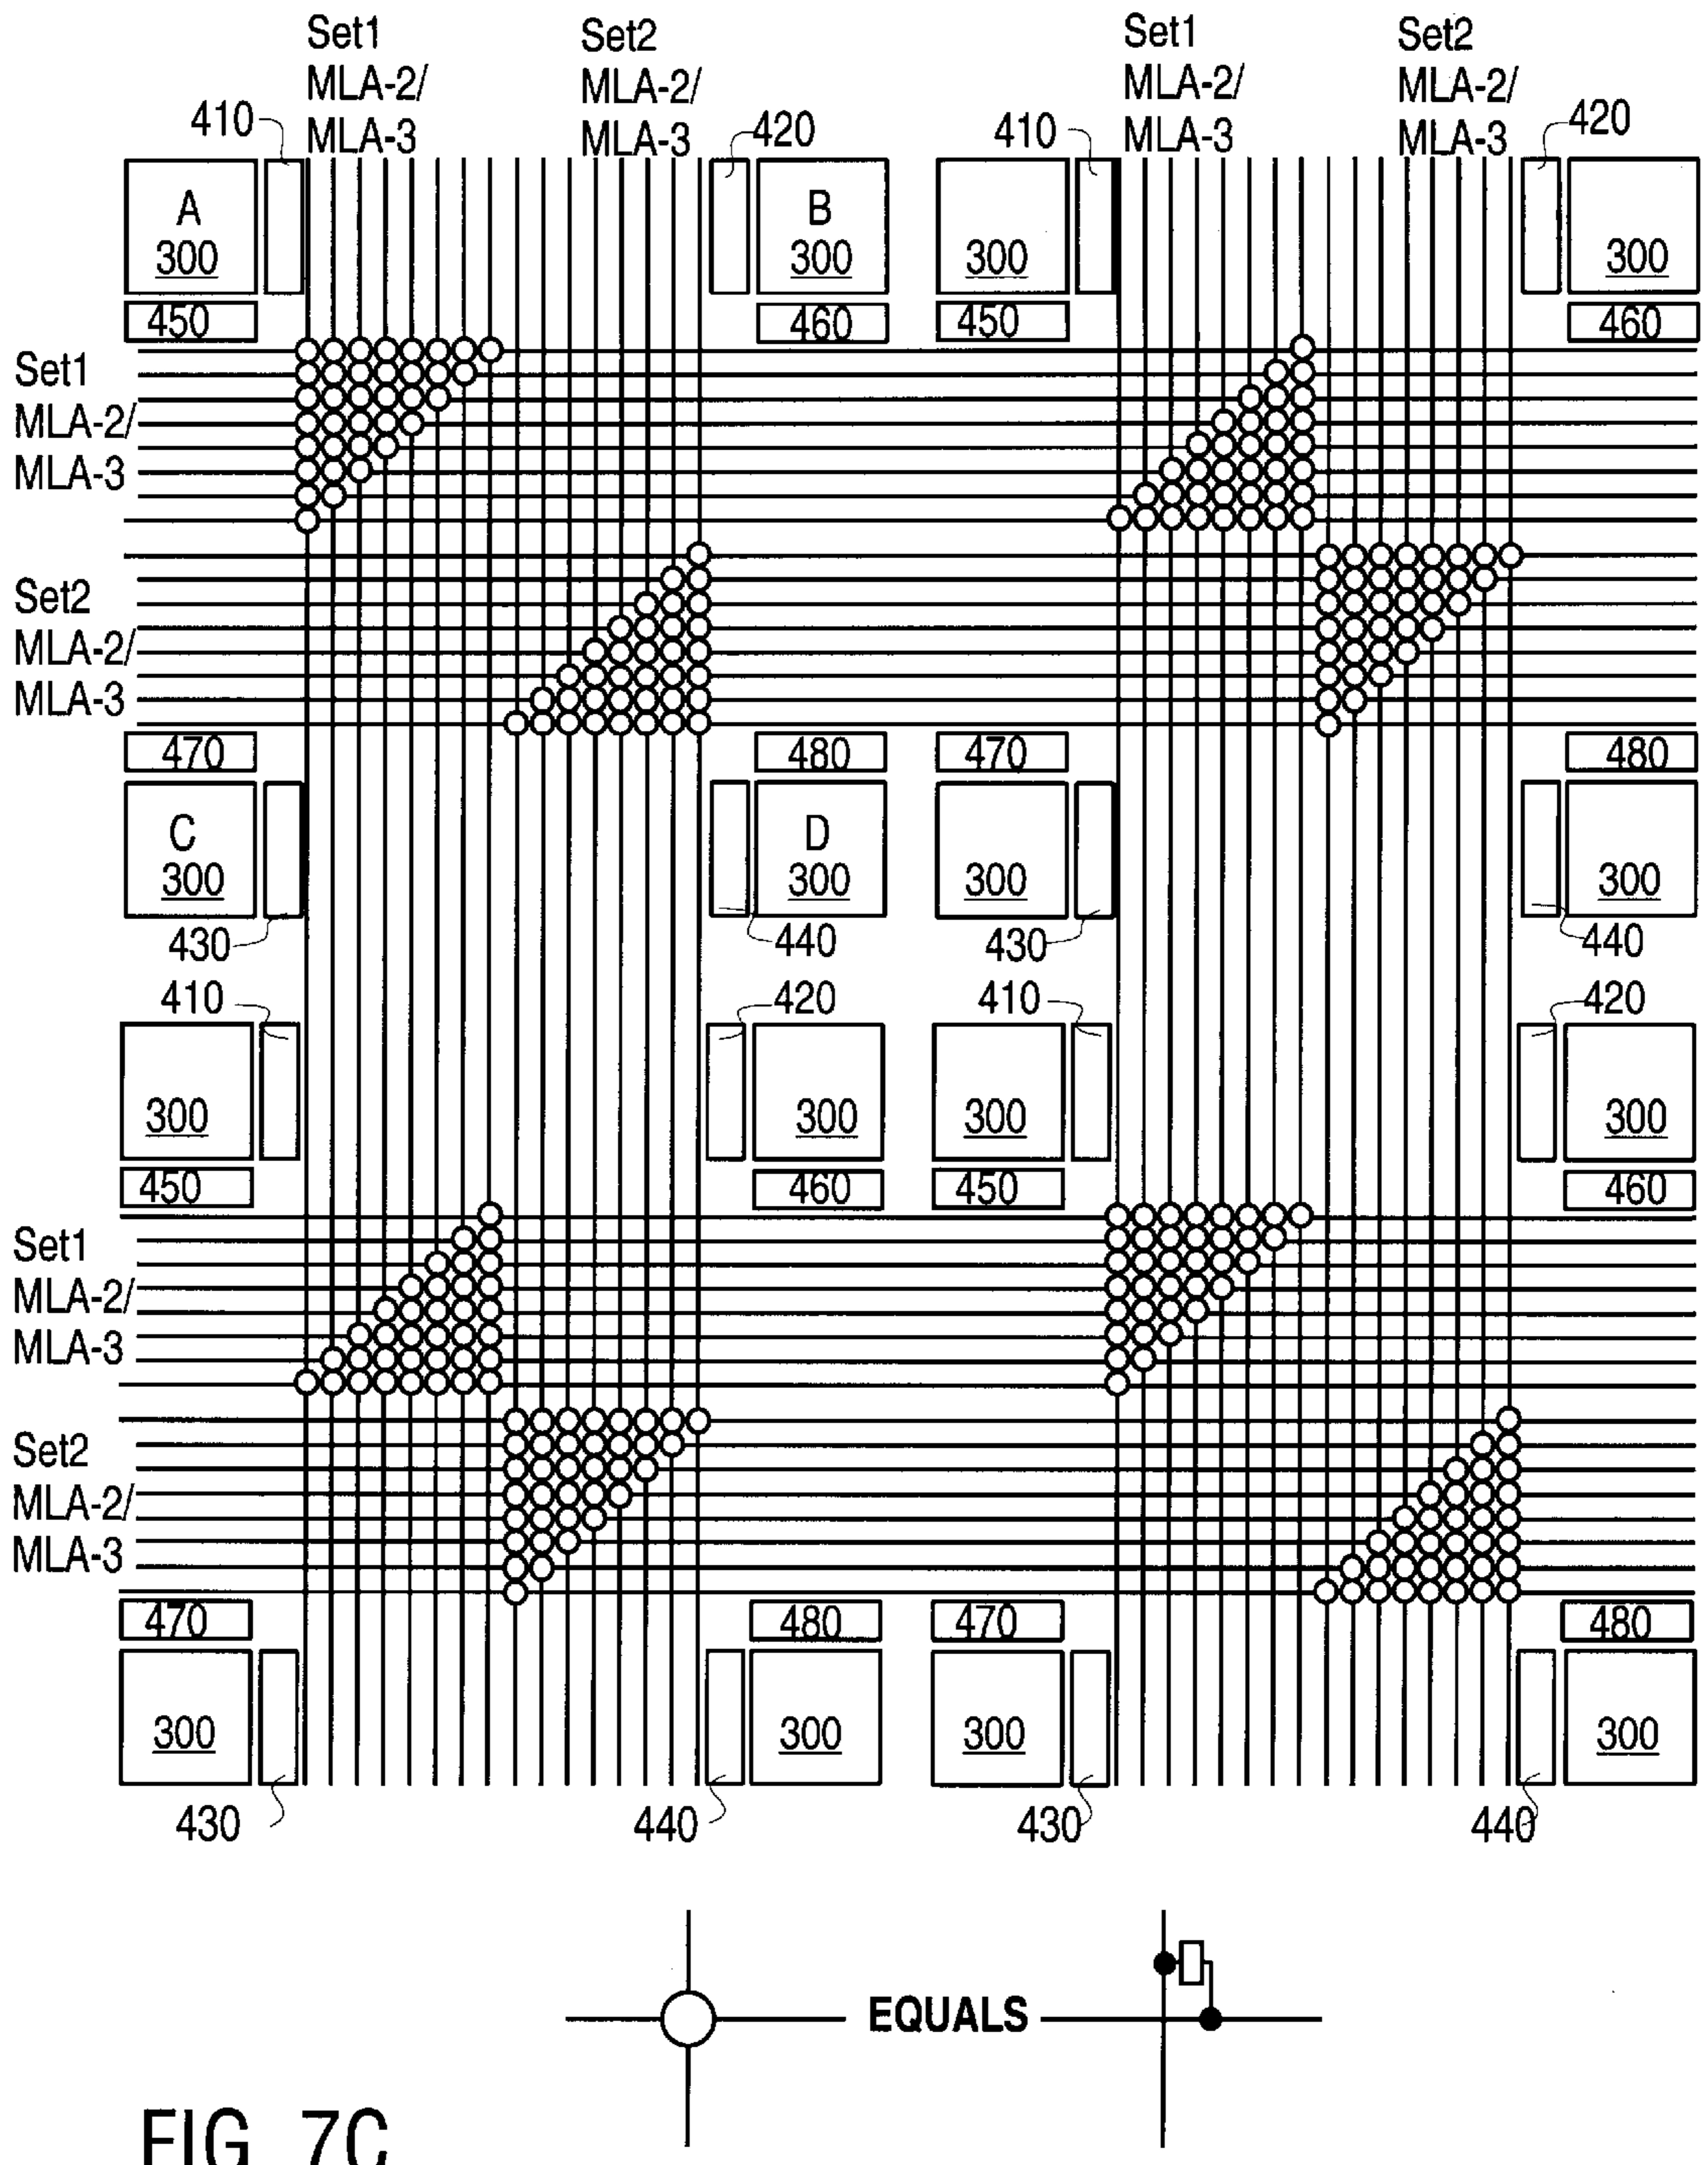 Set1 Set2 Set1 Set2
MLA-2/ MLA-2/ MLA-2/ MLA-2/
MLA-3 MLA-3 MLA-3 MLA-3
410 420 410 420
A B
300 300 300 300
450 460 450 460
Set1
MLA-2/
MLA-3
Set2
MLA-2/
MLA-3
470 480 470 480
C D
300 300 300 300
430 440 430 440
410 420 410 420
300 300 300 300
450 460 450 460
Set1
MLA-2/
MLA-3
Set2
MLA-2/
MLA-3
470 480 470 480
300 300 300 300
430 440 430 440
EQUALS
FIG 7C